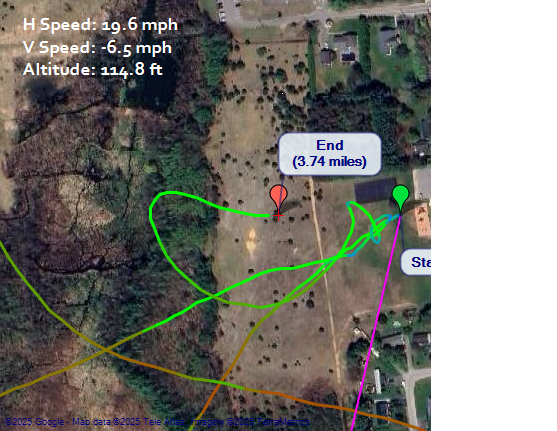 H Speed: 19.6 mph
V Speed: -6.5 mph
Altitude: 114.8 ft
End
(3.74 miles)
Sta
©2025 Google - Map data ©2025 Tele Atlas, Imagery ©2025 TerraMetrics